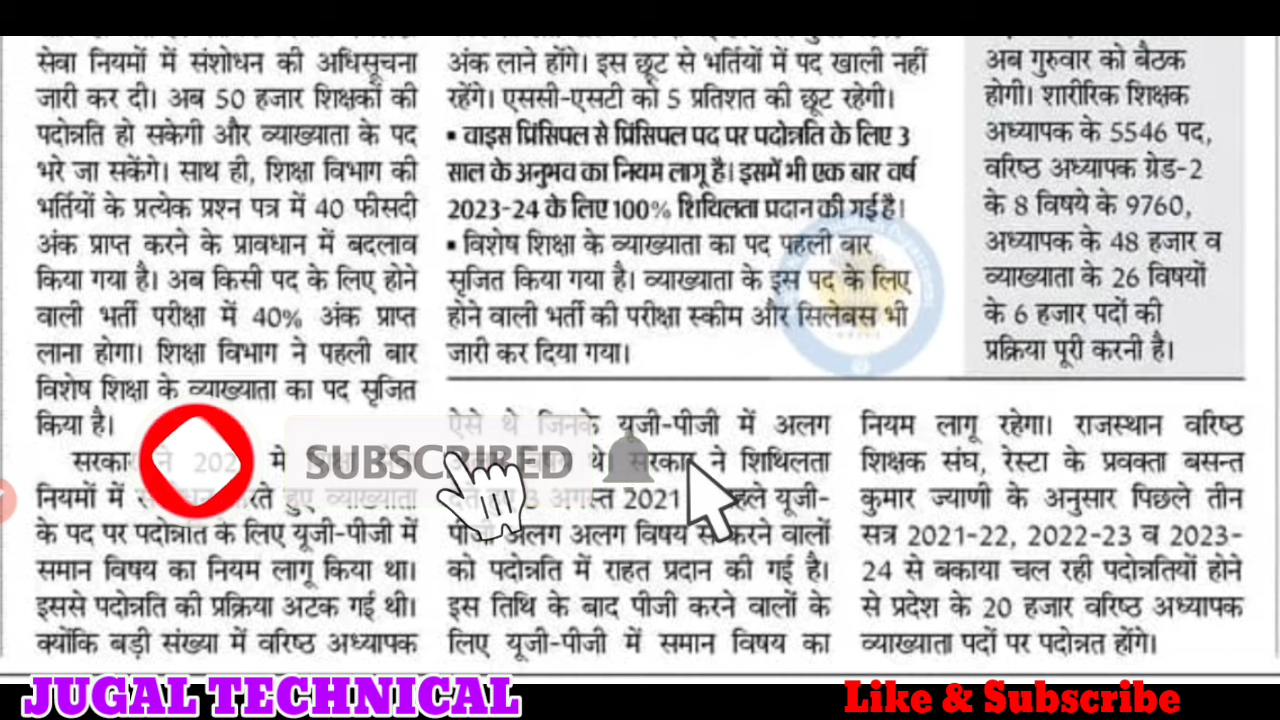 सेवा नियमों में संशोधन की अधिसूचना
जारी कर दी। अब 50 हजार शिक्षकों की
पदोन्नति हो सकेगी और व्याख्याता के पद
भरे जा सकेंगे। साथ ही, शिक्षा विभाग की
भर्तियों के प्रत्येक प्रश्न पत्र में 40 फीसदी
अंक प्राप्त करने के प्रावधान में बदलाव
किया गया है। अब किसी पद के लिए होने
वाली भर्ती परीक्षा में 40% अंक प्राप्त
लाना होगा। शिक्षा विभाग ने पहली बार
विशेष शिक्षा के व्याख्याता का पद सृजित
किया है।
सरकार ने में
नियमों में करते हुए व्याख्याता
के पद पर पदोन्नति के लिए यूजी-पीजी में
समान विषय का नियम लागू किया था।
इससे पदोन्नति की प्रक्रिया अटक गई थी।
क्योंकि बड़ी संख्या में वरिष्ठ अध्यापक
अंक लाने होंगे। इस छूट से भर्तियों में पद खाली नहीं
रहेंगे। एससी-एसटी को 5 प्रतिशत की छूट रहेगी।
▪ वाइस प्रिंसिपल से प्रिंसिपल पद पर पदोन्नति के लिए 3
साल के अनुभव का नियम लागू है। इसमें भी एक बार वर्ष
2023-24 के लिए 100% शिथिलता प्रदान की गई है।
▪ विशेष शिक्षा के व्याख्याता का पद पहली बार
सृजित किया गया है। व्याख्याता के इस पद के लिए
होने वाली भर्ती की परीक्षा स्कीम और सिलेबस भी
जारी कर दिया गया।
ऐसे थे जिनके यूजी-पीजी में अलग
थे। सरकार ने शिथिलता
3 अगस्त 2021 यूजी-
पीजी अलग अलग विषय से करने वालों
को पदोन्नति में राहत प्रदान की गई है।
इस तिथि के बाद पीजी करने वालों के
लिए यूजी-पीजी में समान विषय का
अब गुरुवार को बैठक
होगी। शारीरिक शिक्षक
अध्यापक के 5546 पद,
वरिष्ठ अध्यापक ग्रेड-2
के 8 विषये के 9760,
अध्यापक के 48 हजार व
व्याख्याता के 26 विषयों
के 6 हजार पदों की
प्रक्रिया पूरी करनी है।
नियम लागू रहेगा। राजस्थान वरिष्ठ
शिक्षक संघ, रेस्टा के प्रवक्ता बसन्त
कुमार ज्याणी के अनुसार पिछले तीन
सत्र 2021-22, 2022-23 व 2023-
24 से बकाया चल रही पदोन्नतियों होने
से प्रदेश के 20 हजार वरिष्ठ अध्यापक
व्याख्याता पदों पर पदोन्नत होंगे।
SUBSCRIBED
JUGAL TECHNICAL
Like & Subscribe